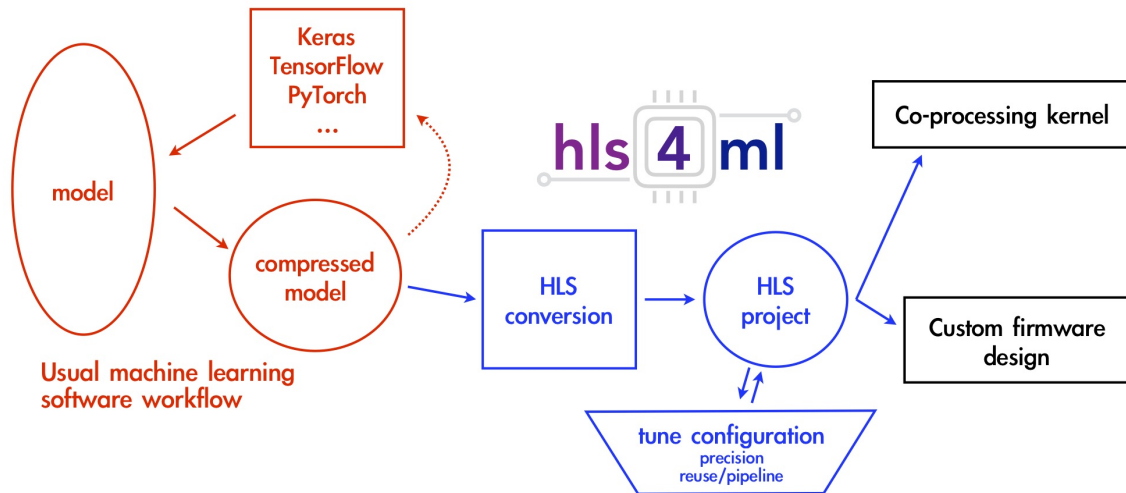 Keras
TensorFlow
PyTorch
...
model
compressed
model
Usual machine learning
software workflow
hls 4 ml
HLS
conversion
HLS
project
tune configuration
precision
reuse/pipeline
Co-processing kernel
Custom firmware
design